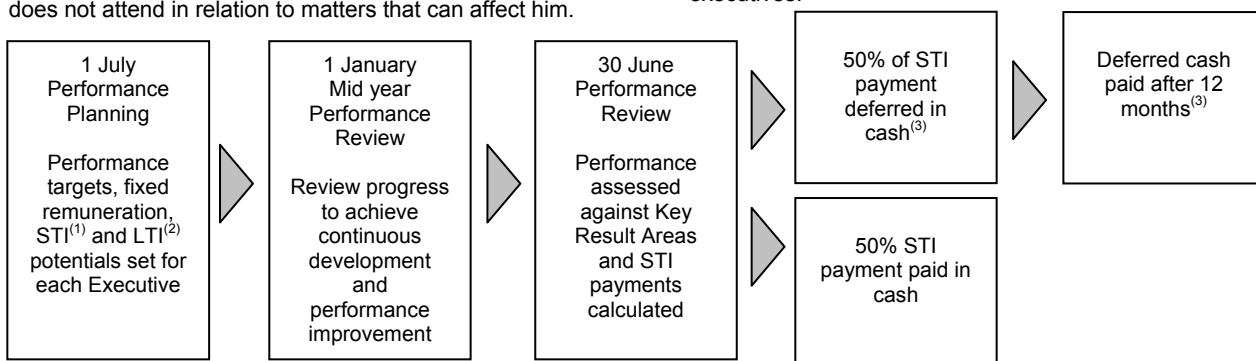 does not attend in relation to matters that can affect him.
1 July
Performance
Planning
Performance
targets, fixed
remuneration,
STI(1) and LTI(2)
potentials set for
each Executive
1 January
Mid year
Performance
Review
Review progress
to achieve
continuous
development
and
performance
improvement
30 June
Performance
Review
Performance
assessed
against Key
Result Areas
and STI
payments
calculated
50% of STI
payment
deferred in
cash(3)
Deferred cash
paid after 12
months(3)
50% STI
payment paid in
cash